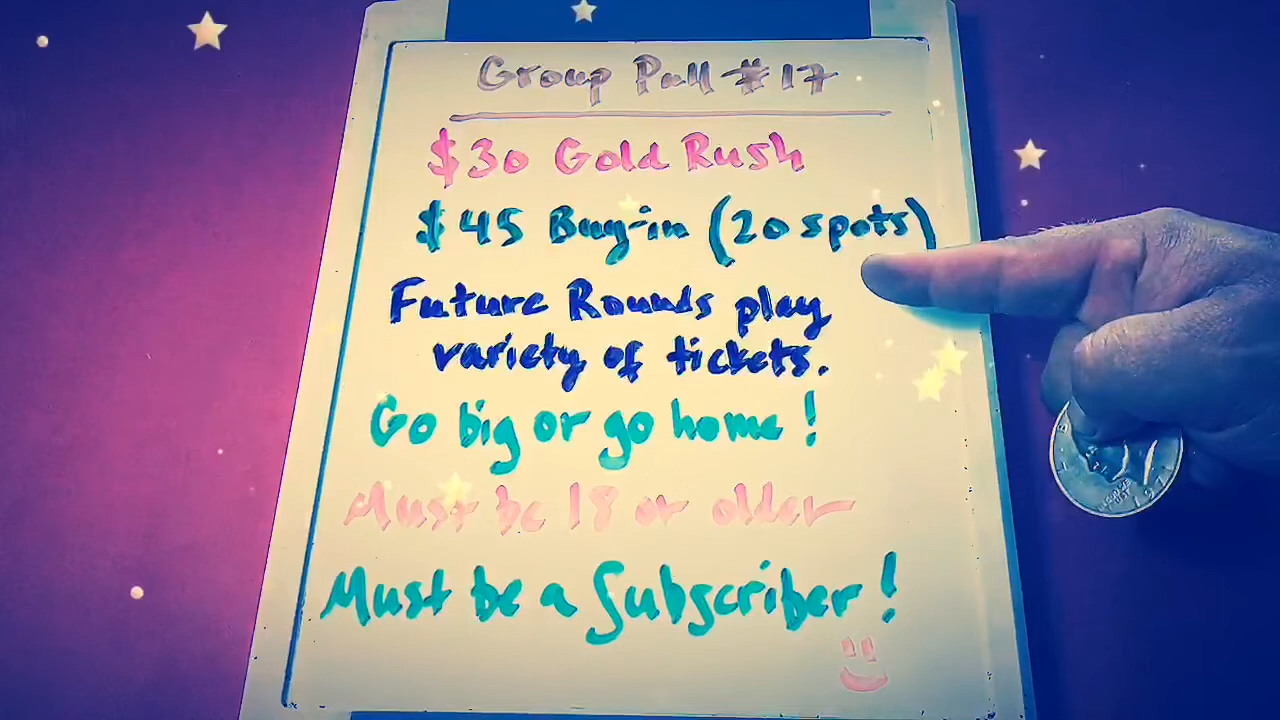 Group Pull #17
$30 Gold Rush
$45 Buy-in (20 spots)
Future Rounds play
variety of tickets.
Go big or go home!
Must be 18 or older
Must be a Subscriber!